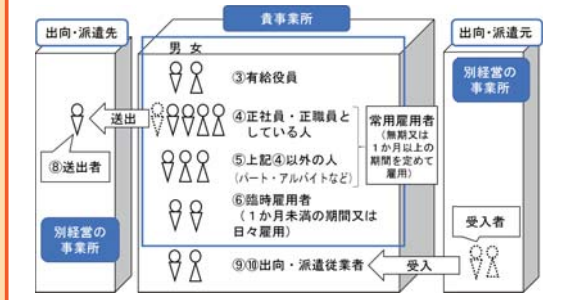 貴事業所
出向・派遣先
出向・派遣元
男 女
③有給役員
別経営の
事業所
④正社員・正職員と
している人
送出
常用雇用者
(無期又は
1か月以上の
期間を定めて
雇用)
⑧送出者
⑤上記④以外の人
(パート・アルバイトなど)
⑥臨時雇用者
(1か月未満の期間又は
日々雇用)
別経営の
事業所
受入者
⑨⑩出向・派遣従業者
受入